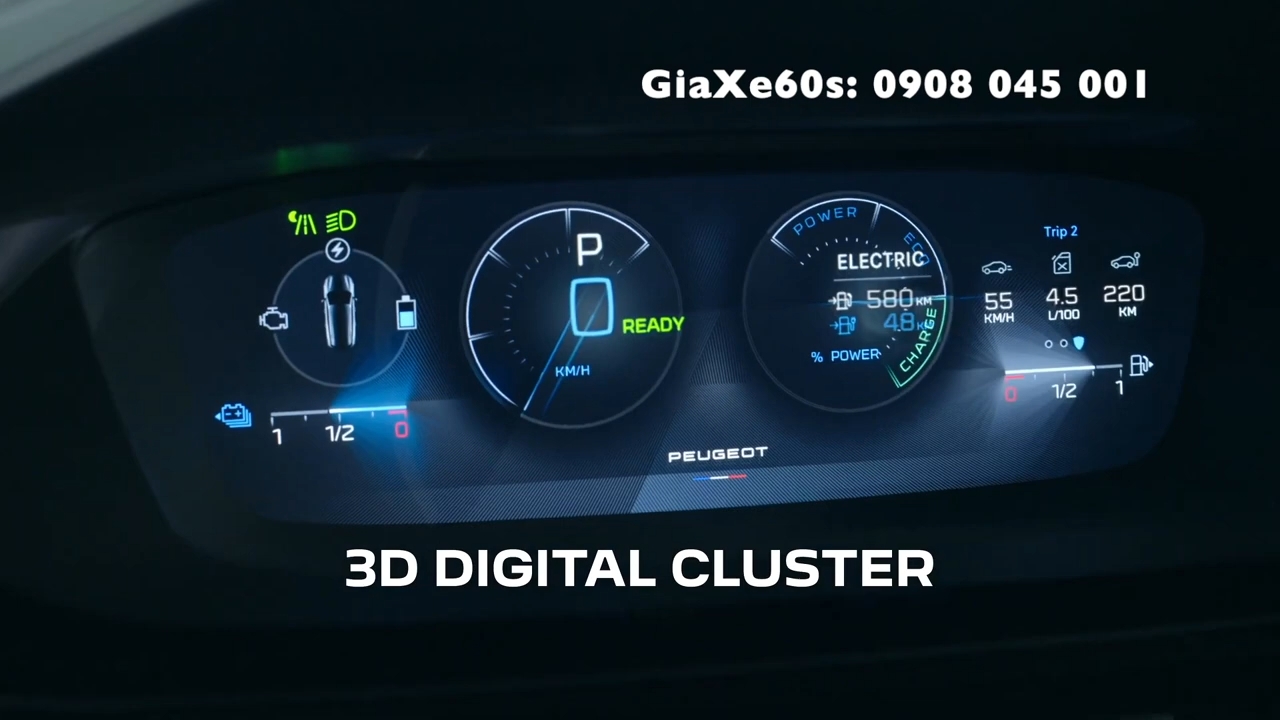 GiaXe60s: 0908 045 001
P
0
READY
KM/H
1 1/2 0
POWER
ECO
ELECTRIC
580 KM
48 K
% POWER
CHARGE
Trip 2
55 4.5 220
KM/H L/100 KM
0 1/2 1
PEUGEOT
3D DIGITAL CLUSTER